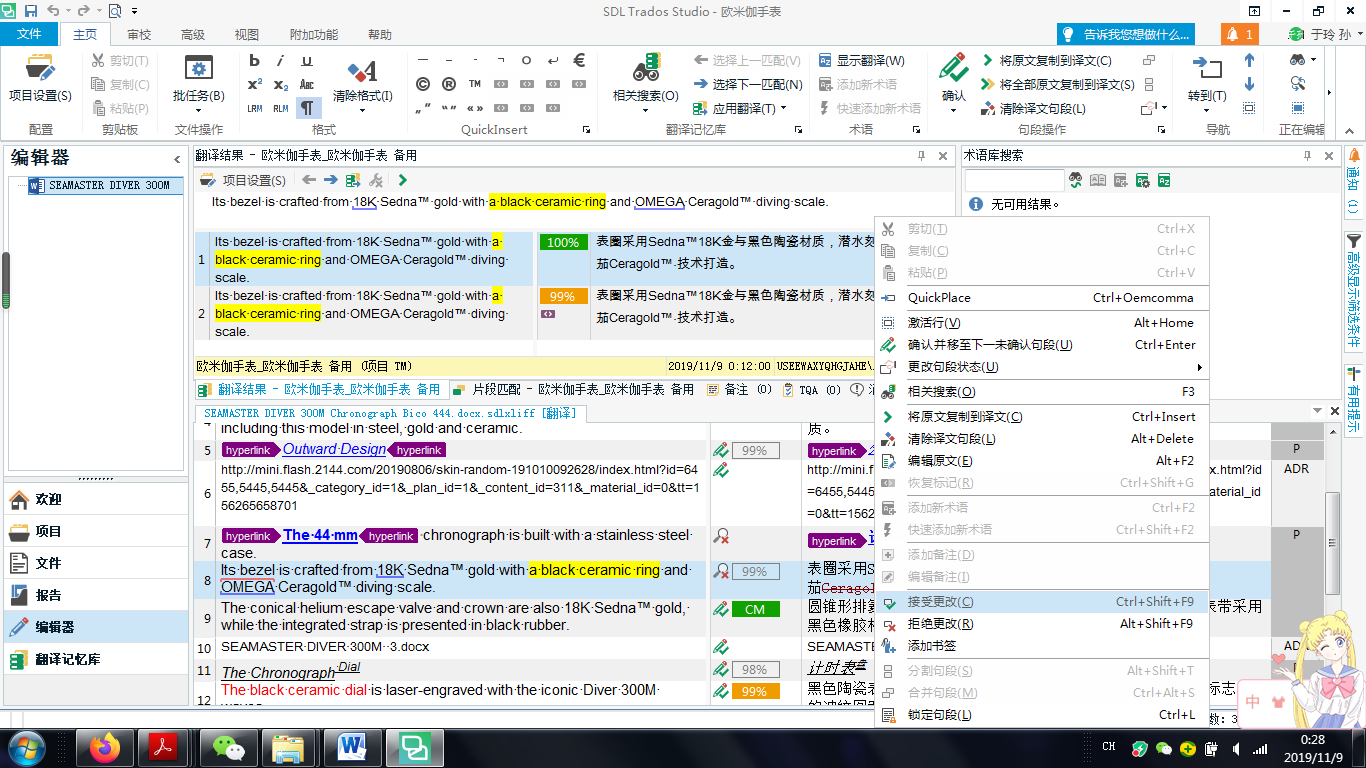 SDL Trados Studio - 欧米伽手表
文件 主页 审校 高级 视图 附加功能 帮助
告诉我您想做什么... 1 于玲 孙
项目设置(S)
配置
剪切(T)
复制(C)
粘贴(P)
剪贴板
批任务(B)
文件操作
b i u
x² x₂ Aвc
LRM RLM ¶
清除格式(I)
格式
— – - ¬ o ↵ €
© ® TM
„“ “” «»
QuickInsert
相关搜索(O)
选择上一匹配(V)
选择下一匹配(N)
应用翻译(T)
翻译记忆库
显示翻译(W)
添加新术语
快速添加新术语
术语
确认
将原文复制到译文(C)
将全部原文复制到译文(S)
清除译文句段(L)
句段操作
转到(T)
导航
正在编辑
编辑器
SEAMASTER DIVER 300M
欢迎
项目
文件
报告
编辑器
翻译记忆库
翻译结果 - 欧米伽手表_欧米伽手表 备用
项目设置(S)
Its bezel is crafted from 18K Sedna™ gold with a black ceramic ring and OMEGA Ceragold™ diving scale.
1 Its bezel is crafted from 18K Sedna™ gold with a
black ceramic ring and OMEGA Ceragold™ diving
scale.
100%
表圈采用Sedna™18K金与黑色陶瓷材质，潜水刻
茄Ceragold™ 技术打造。
2 Its bezel is crafted from 18K Sedna™ gold with a
black ceramic ring and OMEGA Ceragold™ diving
scale.
99%
表圈采用Sedna™18K金与黑色陶瓷材质，潜水刻
茄Ceragold™ 技术打造。
欧米伽手表_欧米伽手表 备用 (项目 TM) 2019/11/9 0:12:00 USEEWAXYQHGJAHE\
翻译结果 - 欧米伽手表_欧米伽手表 备用 片段匹配 - 欧米伽手表_欧米伽手表 备用 备注 (0) TQA (0)
术语库搜索
无可用结果。
通知 (1)
高级显示筛选条件
有用提示
SEAMASTER DIVER 300M Chronograph Bico 444.docx.sdlxliff [翻译]
including this model in steel, gold and ceramic. 质。
5 hyperlink Outward Design hyperlink 99% hyperlink P
6 http://mini.flash.2144.com/20190806/skin-random-191010092628/index.html?id=64
55,5445,5445&_category_id=1&_plan_id=1&_content_id=311&_material_id=0&tt=1
56265658701
http://mini.f
=6455,5445
=0&tt=1562
x.html?id
naterial_id
ADR
7 hyperlink The 44 mm hyperlink chronograph is built with a stainless steel
case.
hyperlink P
8 Its bezel is crafted from 18K Sedna™ gold with a black ceramic ring and
OMEGA Ceragold™ diving scale.
99%
表圈采用S
茄Cerago
9 The conical helium escape valve and crown are also 18K Sedna™ gold,
while the integrated strap is presented in black rubber.
CM
圆锥形排氦
黑色橡胶材
表带采用
10 SEAMASTER DIVER 300M 3.docx SEAMAST AD
11 The Chronograph Dial 98% 计时表盘
12 The black ceramic dial is laser-engraved with the iconic Diver 300M
99%
黑色陶瓷表
标志
剪切(T) Ctrl+X
复制(C) Ctrl+C
粘贴(P) Ctrl+V
QuickPlace Ctrl+Oemcomma
激活行(V) Alt+Home
确认并移至下一未确认句段(U) Ctrl+Enter
更改句段状态(U)
相关搜索(O) F3
将原文复制到译文(C) Ctrl+Insert
清除译文句段(L) Alt+Delete
编辑原文(E) Alt+F2
恢复标记(R) Ctrl+Shift+G
添加新术语 Ctrl+F2
快速添加新术语 Ctrl+Shift+F2
添加备注(D)
编辑备注(I)
接受更改(C) Ctrl+Shift+F9
拒绝更改(R) Alt+Shift+F9
添加书签
分割句段(S) Alt+Shift+T
合并句段(M) Ctrl+Alt+S
锁定句段(L) Ctrl+L
数: 3
中
CH
0:28
2019/11/9